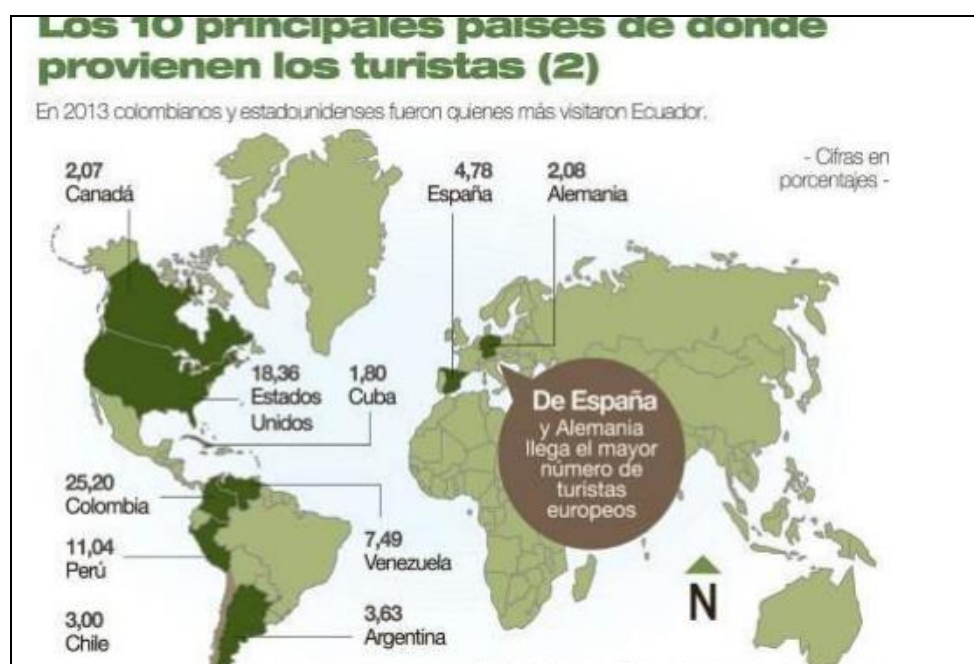 Los 10 principales países de donde
provienen los turistas (2)
En 2013 colombianos y estadounidenses fueron quienes más visitaron Ecuador.
- Cifras en
porcentajes -
2,07
Canadá
4,78
España
2,08
Alemania
18,36
Estados
Unidos
1,80
Cuba
De España
y Alemania
llega el mayor
número de
turistas
europeos
25,20
Colombia
11,04
Perú
7,49
Venezuela
3,00
Chile
3,63
Argentina
N